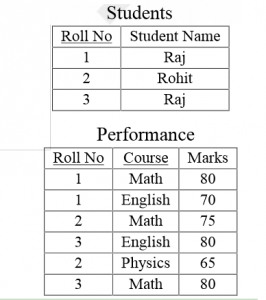 Students
Roll No Student Name
1 Raj
2 Rohit
3 Raj
Performance
Roll No Course Marks
1 Math 80
1 English 70
2 Math 75
3 English 80
2 Physics 65
3 Math 80